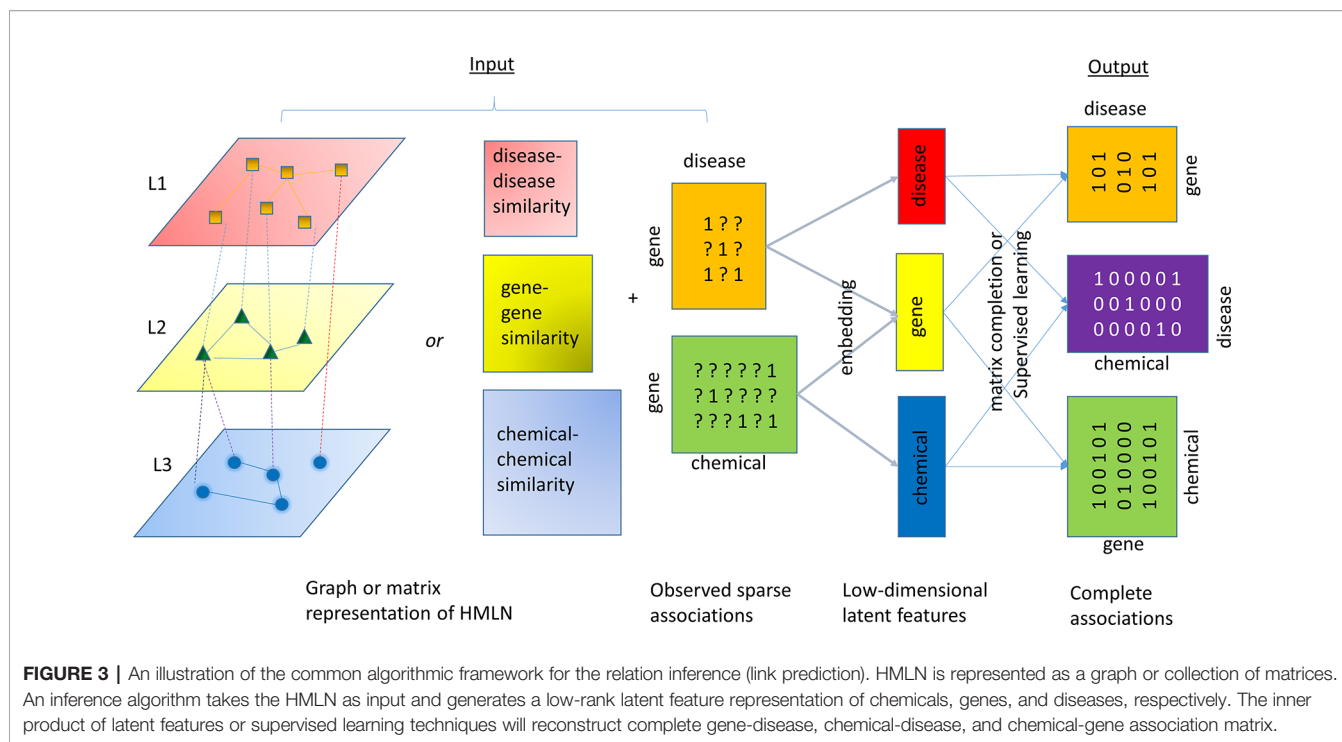 Input
Output
L1
L2
L3
or
disease-
disease
similarity
gene-
gene
similarity
chemical-
chemical
similarity
+
disease
gene
1 ? ?
? 1 ?
1 ? 1
gene
? ? ? ? ? 1
? 1 ? ? ? ?
? ? ? 1 ? 1
chemical
embedding
disease
gene
chemical
matrix completion or
Supervised learning
disease
1 0 1
0 1 0
1 0 1
gene
1 0 0 0 0 1
0 0 1 0 0 0
0 0 0 0 1 0
disease
chemical
1 0 0 1 0 1
0 1 0 0 0 0
1 0 0 1 0 1
chemical
gene
Graph or matrix
representation of HMLN
Observed sparse
associations
Low-dimensional
latent features
Complete
associations
FIGURE 3 | An illustration of the common algorithmic framework for the relation inference (link prediction). HMLN is represented as a graph or collection of matrices.
An inference algorithm takes the HMLN as input and generates a low-rank latent feature representation of chemicals, genes, and diseases, respectively. The inner
product of latent features or supervised learning techniques will reconstruct complete gene-disease, chemical-disease, and chemical-gene association matrix.